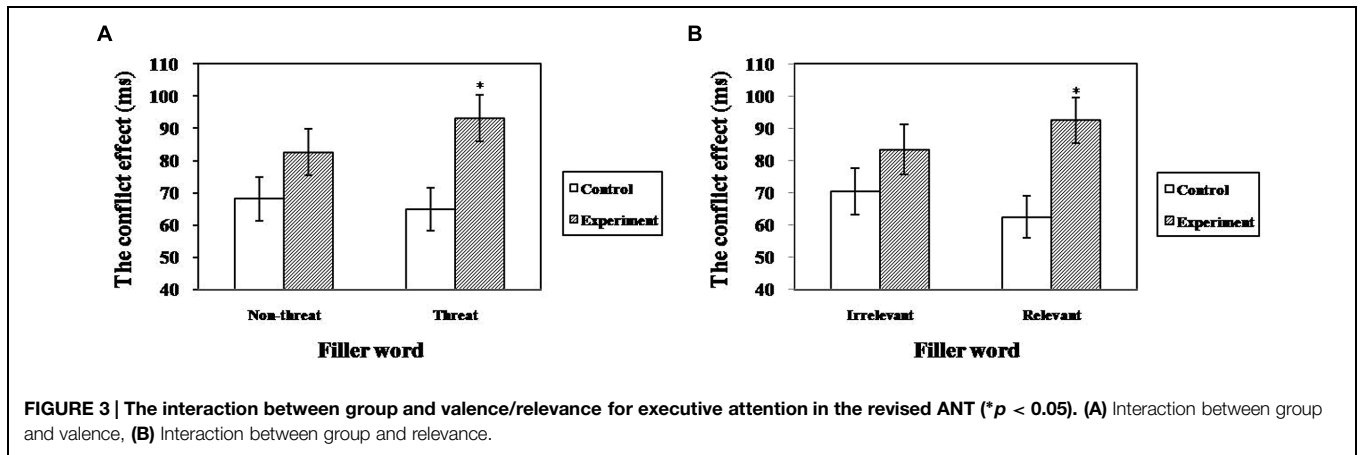 A
B
The conflict effect (ms)
110
100
90
80
70
60
50
40
*
Non-threat
Threat
Filler word
Control
Experiment
The conflict effect (ms)
110
100
90
80
70
60
50
40
*
Irrelevant
Relevant
Filler word
Control
Experiment
FIGURE 3 | The interaction between group and valence/relevance for executive attention in the revised ANT (*p < 0.05). (A) Interaction between group
and valence, (B) Interaction between group and relevance.